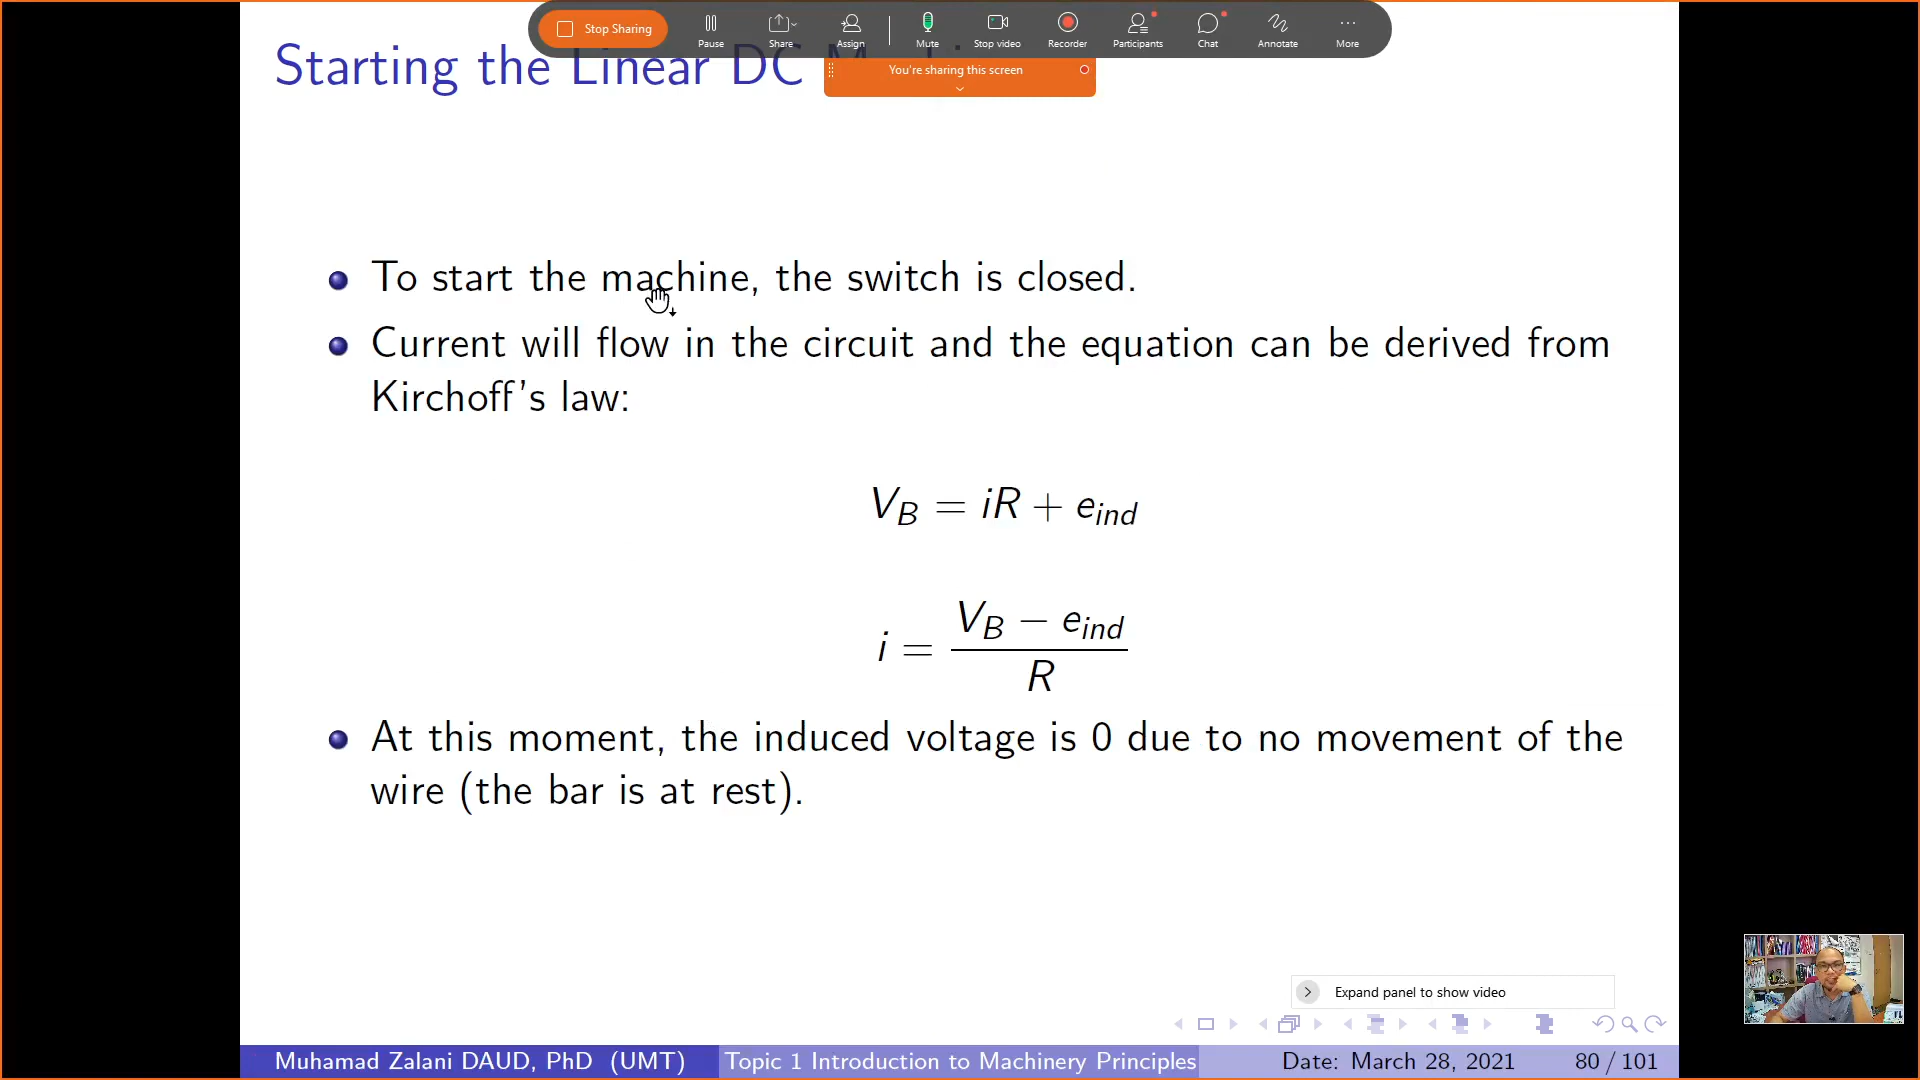 Stop Sharing
Pause
Share
Assign
Mute
Stop video
Recorder
Participants
Chat
Annotate
More
You're sharing this screen
Starting the Linear DC
To start the machine, the switch is closed.
Current will flow in the circuit and the equation can be derived from
Kirchoff's law:
V_B = iR + e_ind
i = (V_B − e_ind) / R
At this moment, the induced voltage is 0 due to no movement of the
wire (the bar is at rest).
Expand panel to show video
Muhamad Zalani DAUD, PhD (UMT) Topic 1 Introduction to Machinery Principles Date: March 28, 2021 80 / 101